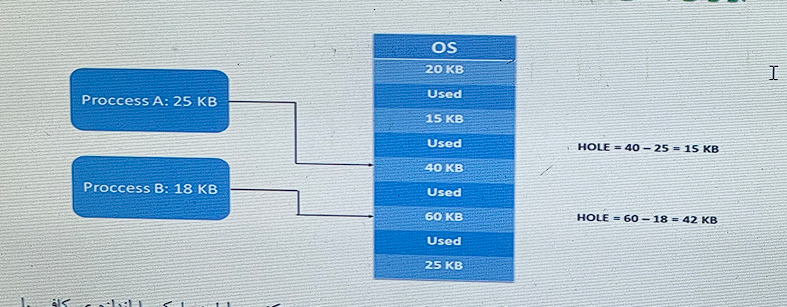 OS
20 KB
Used
15 KB
Used
40 KB
Used
60 KB
Used
25 KB
Proccess A: 25 KB
Proccess B: 18 KB
HOLE = 40 – 25 = 15 KB
HOLE = 60 – 18 = 42 KB